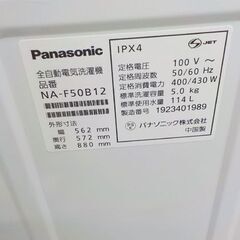 Panasonic
全自動電気洗濯機
品番
NA-F50B12
外形寸法
幅 562 mm
奥行 572 mm
高さ 880 mm
IPX4
JET
定格電圧 100 V ～
定格周波数 50/60 Hz
定格消費電力 400/430 W
標準洗濯容量 5.0 kg
標準使用水量 114 L
製造番号 1923401989
パナソニック株式会社
中国製